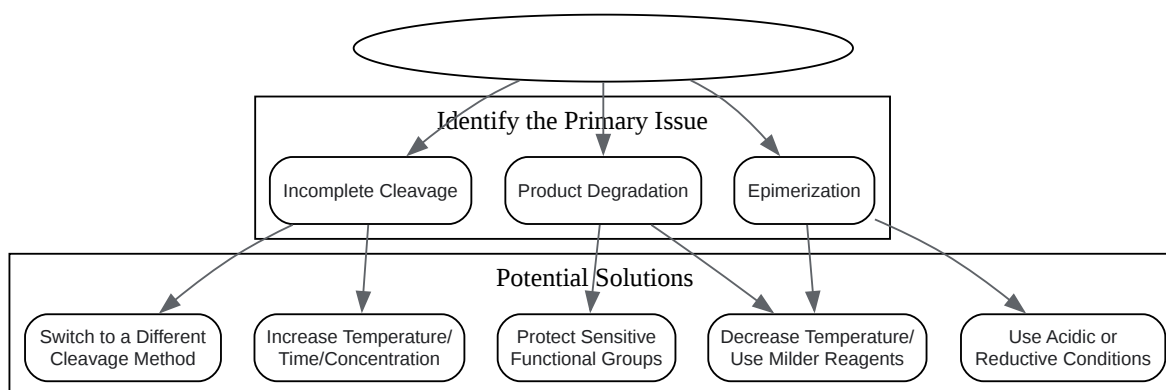 Identify the Primary Issue
Incomplete Cleavage
Product Degradation
Epimerization
Potential Solutions
Switch to a Different
Cleavage Method
Increase Temperature/
Time/Concentration
Protect Sensitive
Functional Groups
Decrease Temperature/
Use Milder Reagents
Use Acidic or
Reductive Conditions